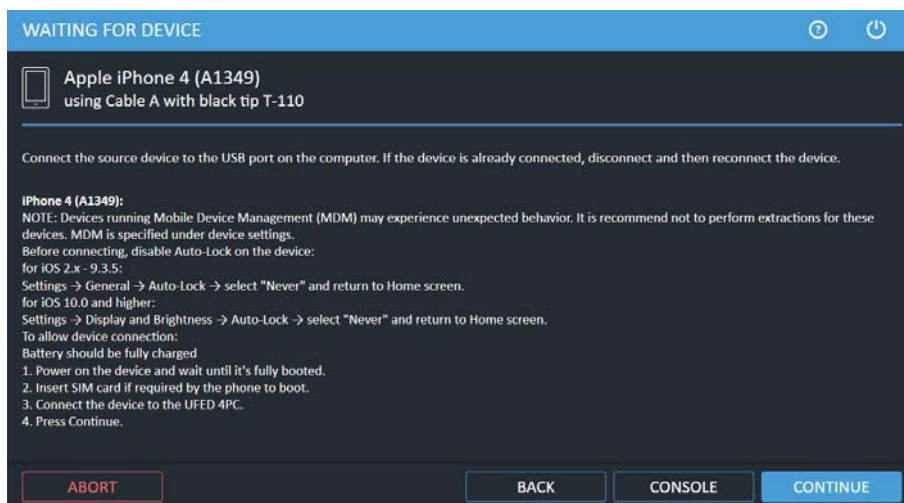 WAITING FOR DEVICE
Apple iPhone 4 (A1349)
using Cable A with black tip T-110
Connect the source device to the USB port on the computer. If the device is already connected, disconnect and then reconnect the device.
iPhone 4 (A1349):
NOTE: Devices running Mobile Device Management (MDM) may experience unexpected behavior. It is recommend not to perform extractions for these
devices. MDM is specified under device settings.
Before connecting, disable Auto-Lock on the device:
for iOS 2.x - 9.3.5:
Settings → General → Auto-Lock → select "Never" and return to Home screen.
for iOS 10.0 and higher:
Settings → Display and Brightness → Auto-Lock → select "Never" and return to Home screen.
To allow device connection:
Battery should be fully charged
1. Power on the device and wait until it's fully booted.
2. Insert SIM card if required by the phone to boot.
3. Connect the device to the UFED 4PC.
4. Press Continue.
ABORT BACK CONSOLE CONTINUE